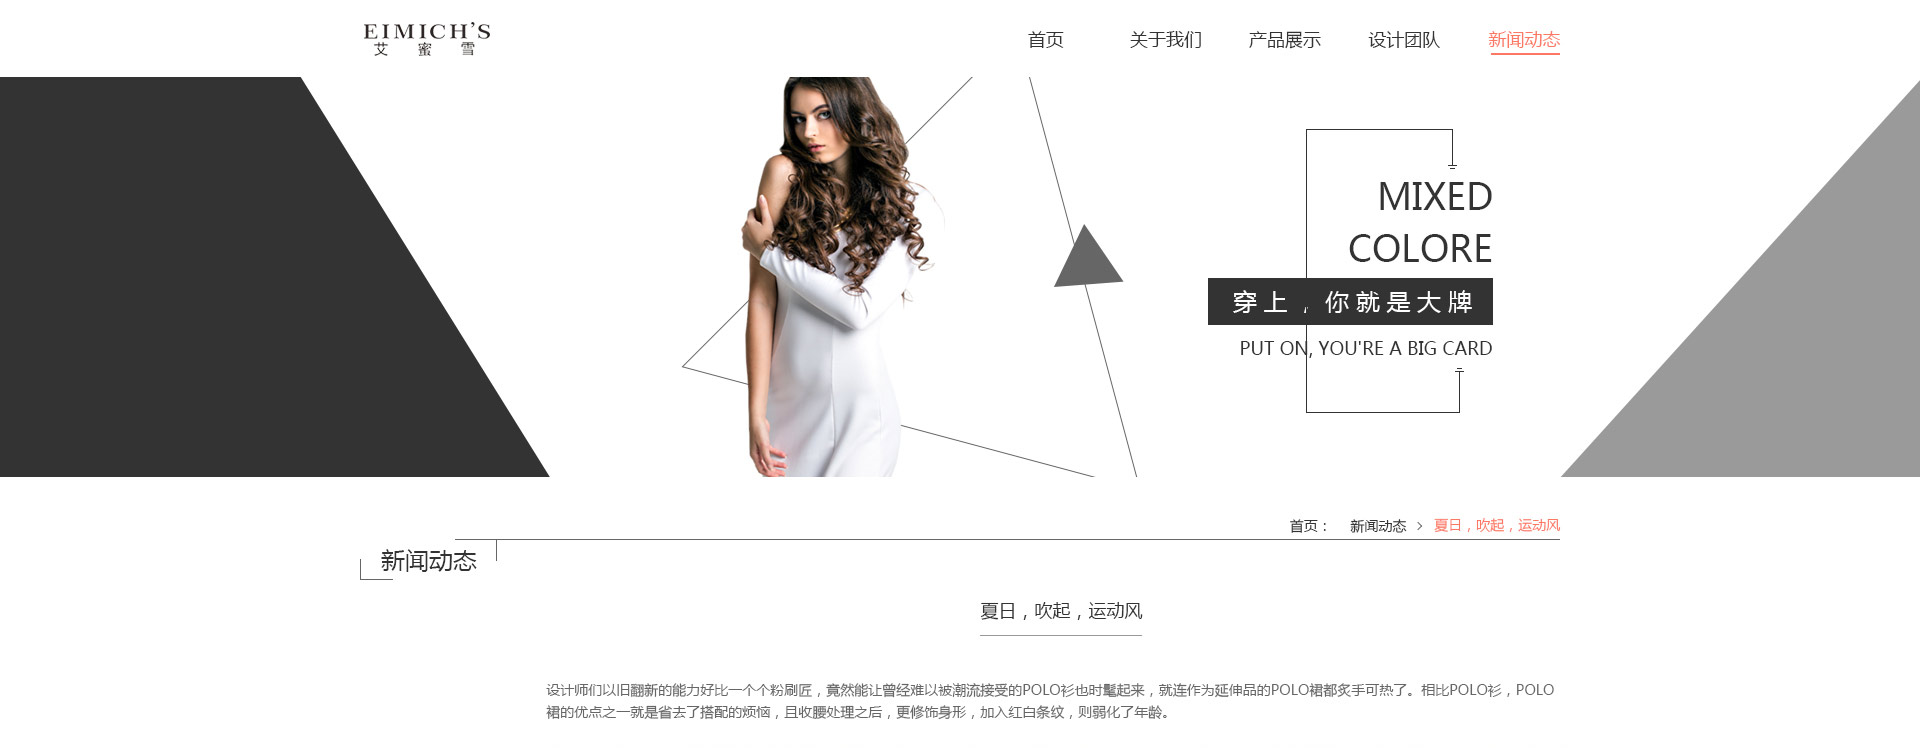 EIMICH'S
艾 蜜 雪
首页 关于我们 产品展示 设计团队 新闻动态
MIXED
COLORE
穿上，你就是大牌
PUT ON, YOU'RE A BIG CARD
首页： 新闻动态 > 夏日，吹起，运动风
新闻动态
夏日，吹起，运动风
设计师们以旧翻新的能力好比一个个粉刷匠，竟然能让曾经难以被潮流接受的POLO衫也时髦起来，就连作为延伸品的POLO裙都炙手可热了。相比POLO衫，POLO
裙的优点之一就是省去了搭配的烦恼，且收腰处理之后，更修饰身形，加入红白条纹，则弱化了年龄。